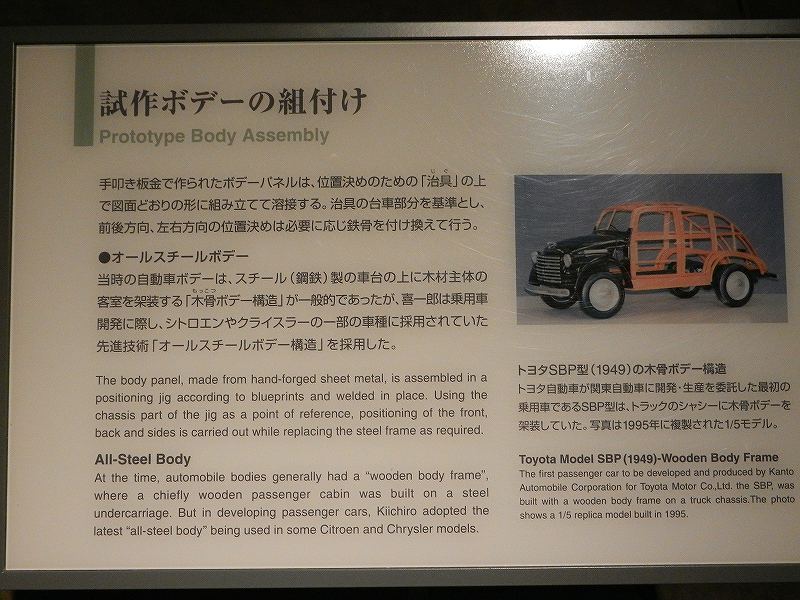 試作ボデーの組付け
Prototype Body Assembly
手叩き板金で作られたボデーパネルは、位置決めのための「治具」の上
で図面どおりの形に組み立てて溶接する。治具の台車部分を基準とし、
前後方向、左右方向の位置決めは必要に応じ鉄骨を付け換えて行う。
●オールスチールボデー
当時の自動車ボデーは、スチール(鋼鉄)製の車台の上に木材主体の
客室を架装する「木骨ボデー構造」が一般的であったが、喜一郎は乗用車
開発に際し、シトロエンやクライスラーの一部の車種に採用されていた
先進技術「オールスチールボデー構造」を採用した。
The body panel, made from hand-forged sheet metal, is assembled in a
positioning jig according to blueprints and welded in place. Using the
chassis part of the jig as a point of reference, positioning of the front,
back and sides is carried out while replacing the steel frame as required.
All-Steel Body
At the time, automobile bodies generally had a “wooden body frame”,
where a chiefly wooden passenger cabin was built on a steel
undercarriage. But in developing passenger cars, Kiichiro adopted the
latest “all-steel body” being used in some Citroen and Chrysler models.
トヨタSBP型(1949)の木骨ボデー構造
トヨタ自動車が関東自動車に開発・生産を委託した最初の
乗用車であるSBP型は、トラックのシャシーに木骨ボデーを
架装していた。写真は1995年に複製された1/5モデル。
Toyota Model SBP (1949)-Wooden Body Frame
The first passenger car to be developed and produced by Kanto
Automobile Corporation for Toyota Motor Co.,Ltd. the SBP, was
built with a wooden body frame on a truck chassis.The photo
shows a 1/5 replica model built in 1995.